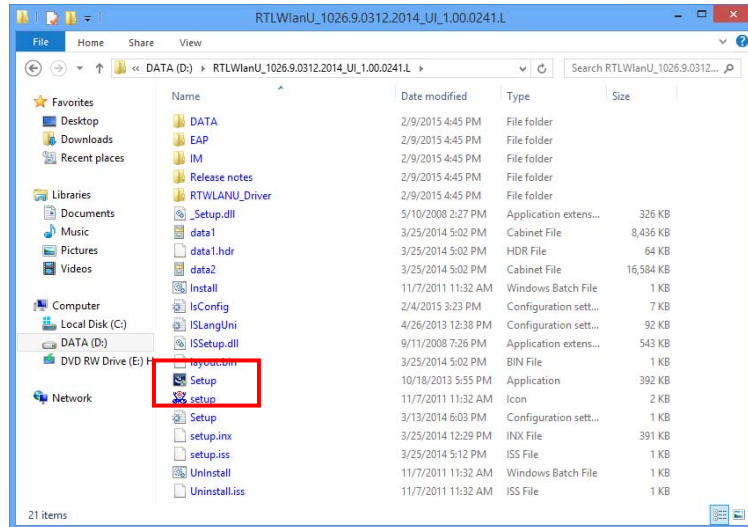 RTLWlanU_1026.9.0312.2014_UI_1.00.0241.L
File Home Share View
« DATA (D:) RTLWlanU_1026.9.0312.2014_UI_1.00.0241.L Search RTLWlanU_1026.9.0312...
Name Date modified Type Size
Favorites
Desktop
Downloads
Recent places
Libraries
Documents
Music
Pictures
Videos
Computer
Local Disk (C:)
DATA (D:)
DVD RW Drive (E:) H
Network
DATA 2/9/2015 4:45 PM File folder
EAP 2/9/2015 4:45 PM File folder
IM 2/9/2015 4:45 PM File folder
Release notes 2/9/2015 4:45 PM File folder
RTWLANU_Driver 2/9/2015 4:45 PM File folder
_Setup.dll 5/10/2008 2:27 PM Application extens... 326 KB
data1 3/25/2014 5:02 PM Cabinet File 8,436 KB
data1.hdr 3/25/2014 5:02 PM HDR File 64 KB
data2 3/25/2014 5:02 PM Cabinet File 16,584 KB
Install 11/7/2011 11:32 AM Windows Batch File 1 KB
IsConfig 2/4/2015 3:23 PM Configuration sett... 7 KB
ISLangUni 4/26/2013 12:38 PM Configuration sett... 92 KB
ISSetup.dll 9/11/2008 7:26 PM Application extens... 543 KB
layout.bin 3/25/2014 5:02 PM BIN File 1 KB
Setup 10/18/2013 5:55 PM Application 392 KB
setup 11/7/2011 11:32 AM Icon 2 KB
Setup 3/13/2014 6:03 PM Configuration sett... 1 KB
setup.inx 3/25/2014 12:29 PM INX File 391 KB
setup.iss 3/25/2014 5:12 PM ISS File 1 KB
UnInstall 11/7/2011 11:32 AM Windows Batch File 1 KB
Uninstall.iss 11/7/2011 11:32 AM ISS File 1 KB
21 items